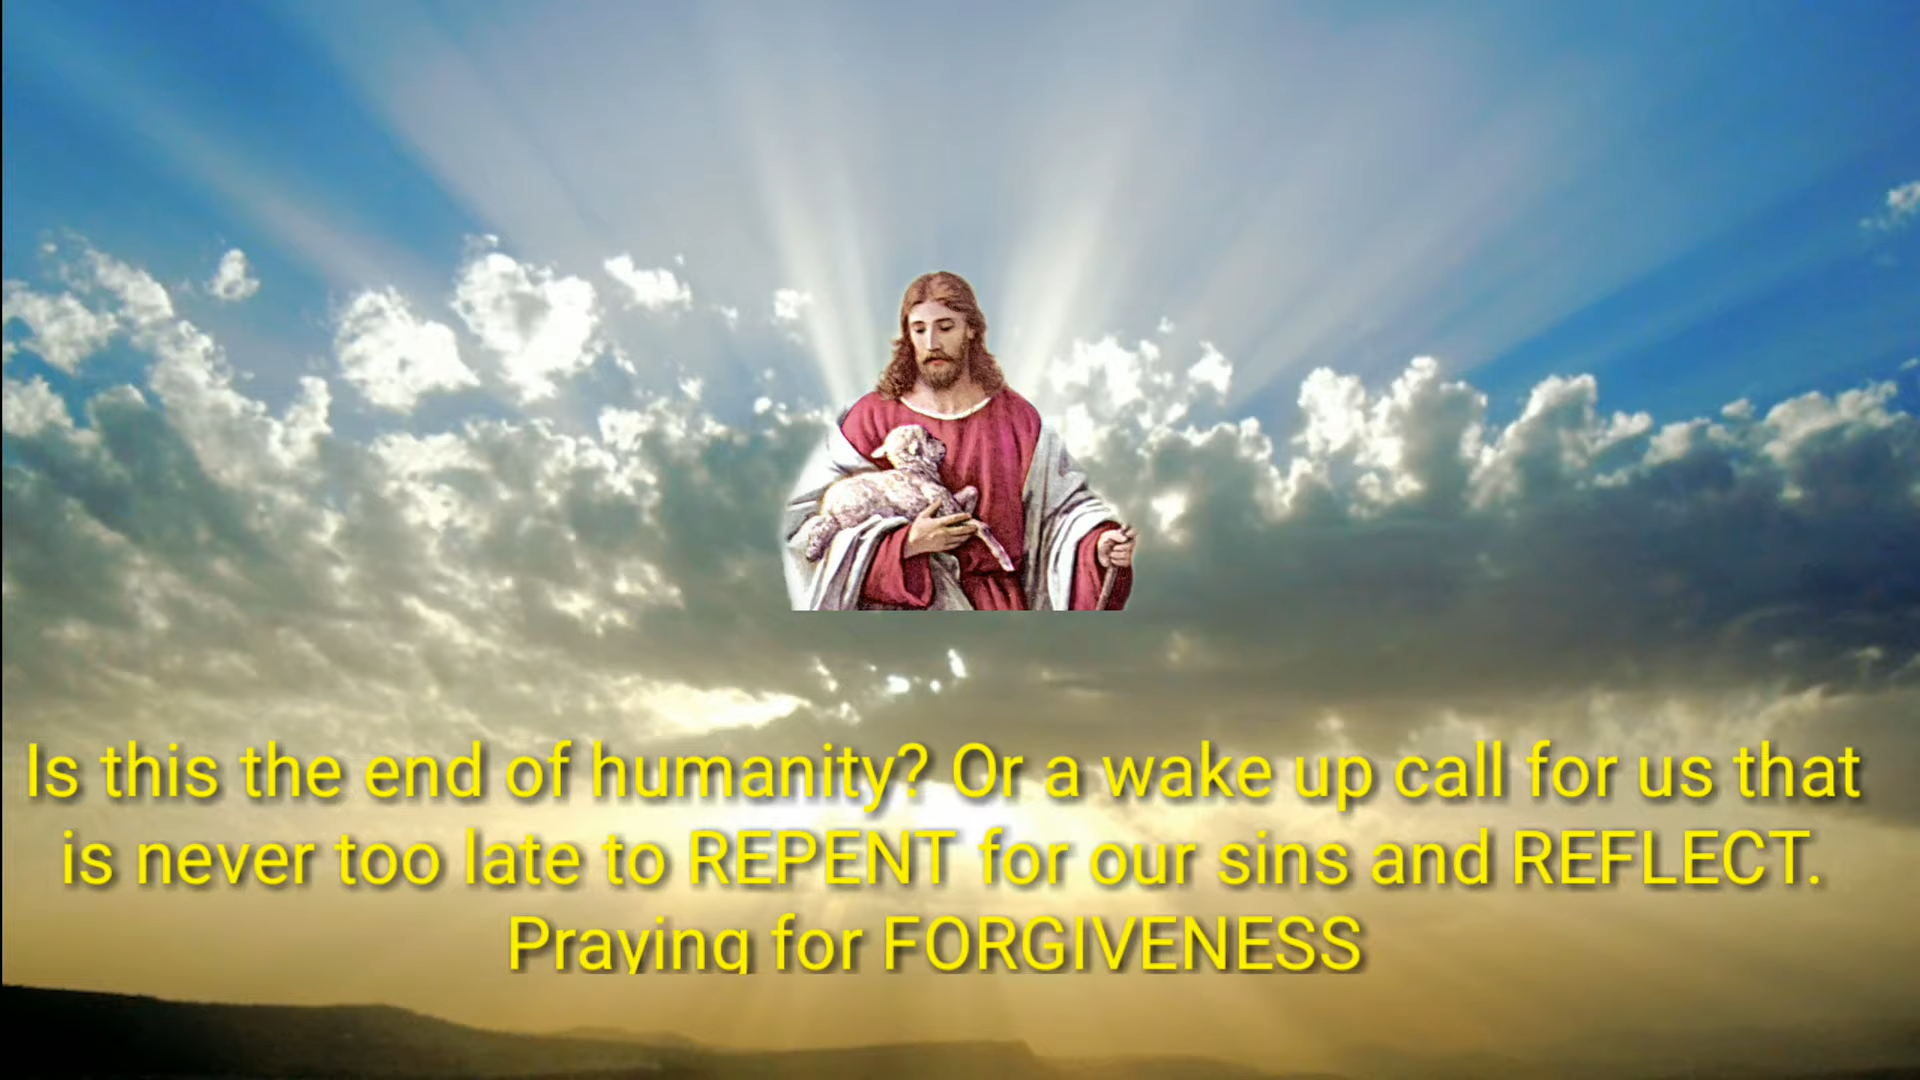 Is this the end of humanity? Or a wake up call for us that
is never too late to REPENT for our sins and REFLECT.
Praying for FORGIVENESS